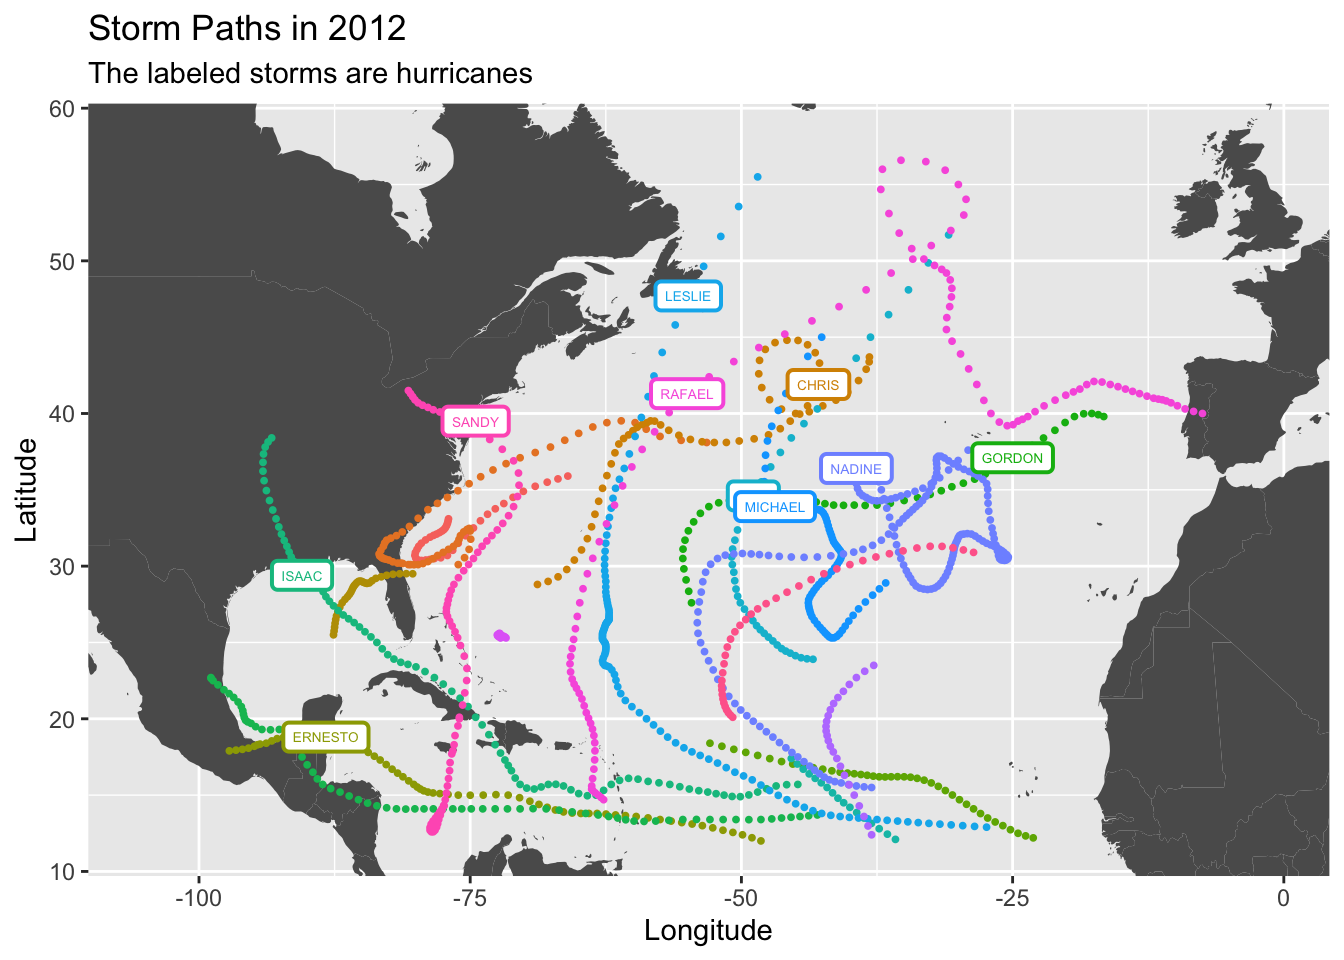 Storm Paths in 2012
The labeled storms are hurricanes
60
50
40
30
20
10
Latitude
LESLIE
RAFAEL
CHRIS
SANDY
GORDON
NADINE
MICHAEL
ISAAC
ERNESTO
-100
-75
-50
-25
0
Longitude